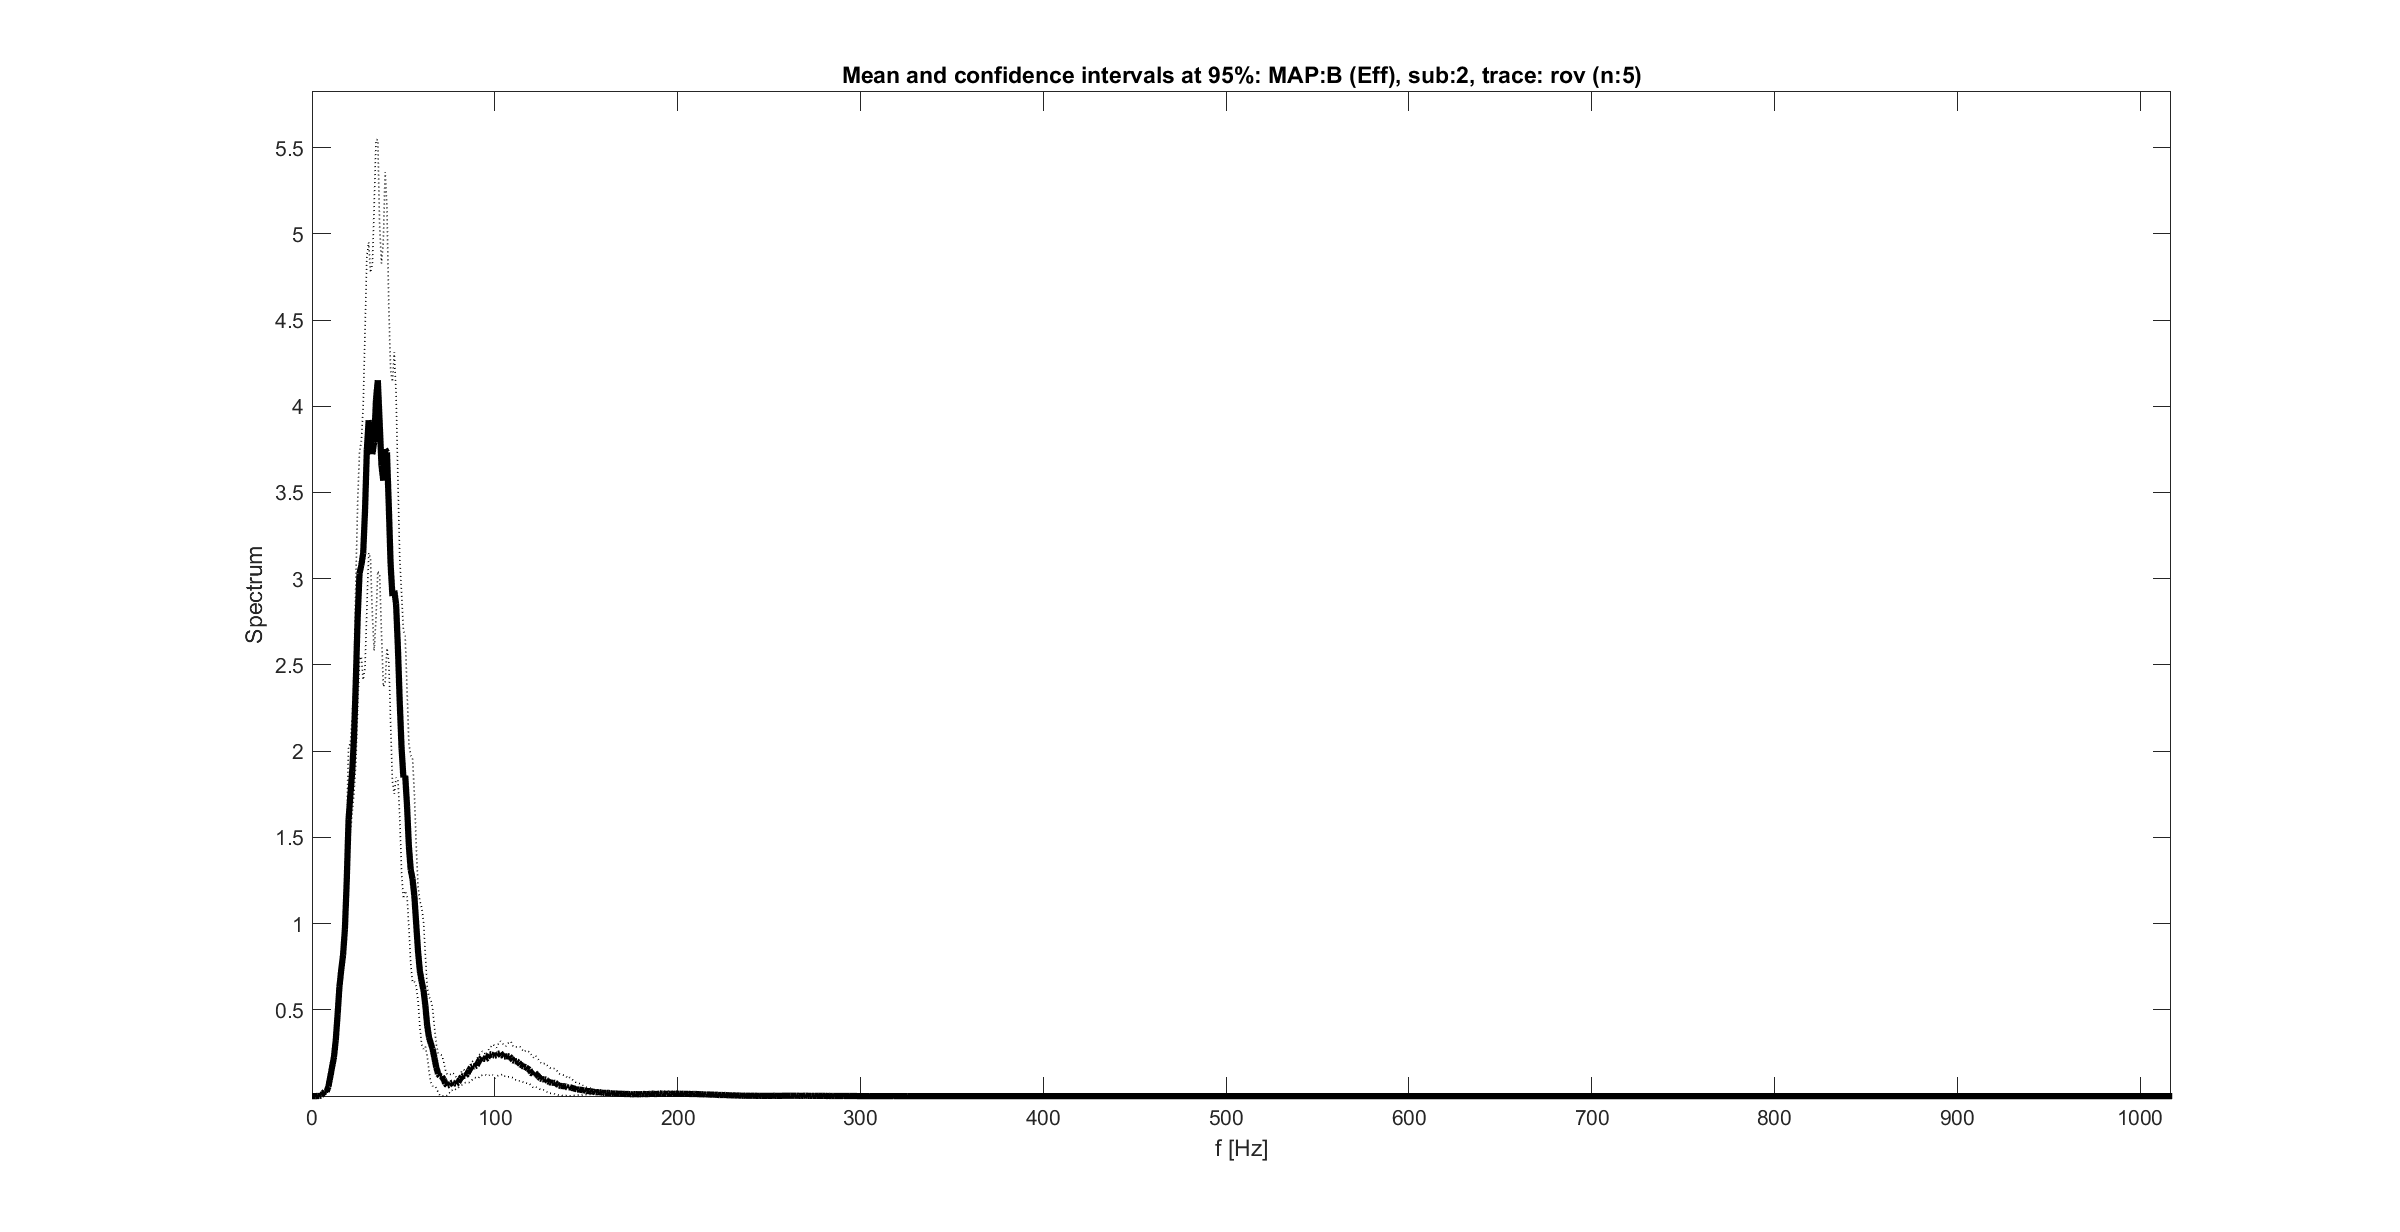 Mean and confidence intervals at 95%: MAP:B (Eff), sub:2, trace: rov (n:5)
5.5
5
4.5
4
3.5
3
2.5
2
1.5
1
0.5
Spectrum
0 100 200 300 400 500 600 700 800 900 1000
f [Hz]